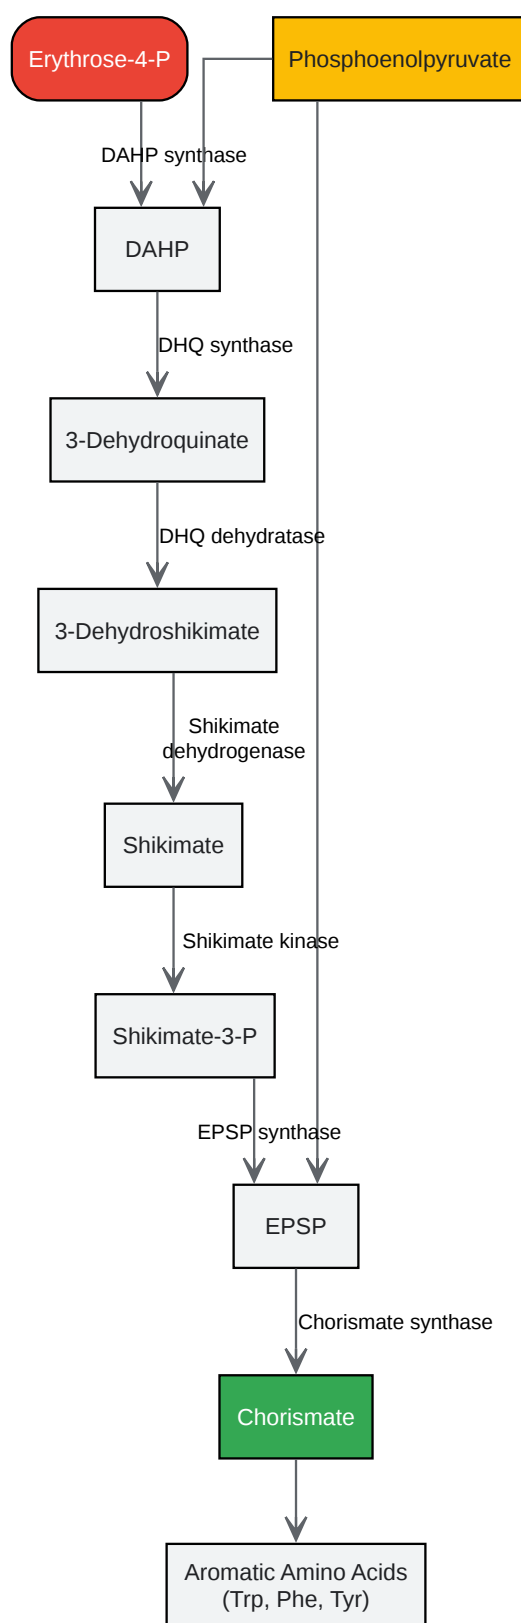 Erythrose-4-P
Phosphoenolpyruvate
DAHP synthase
DAHP
DHQ synthase
3-Dehydroquinate
DHQ dehydratase
3-Dehydroshikimate
Shikimate
dehydrogenase
Shikimate
Shikimate kinase
Shikimate-3-P
EPSP synthase
EPSP
Chorismate synthase
Chorismate
Aromatic Amino Acids
(Trp, Phe, Tyr)